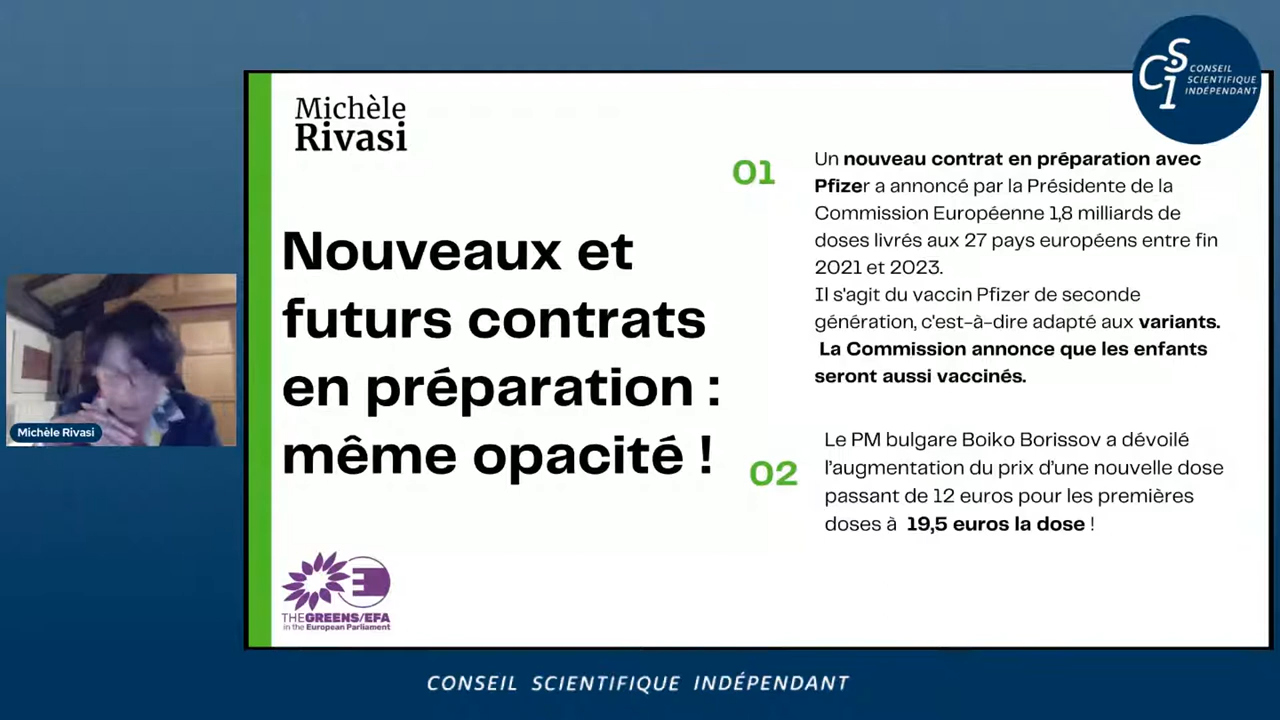 CONSEIL
SCIENTIFIQUE
INDÉPENDANT
CSI
Michèle
Rivasi
Nouveaux et
futurs contrats
en préparation :
même opacité !
01
Un nouveau contrat en préparation avec
Pfizer a annoncé par la Présidente de la
Commission Européenne 1,8 milliards de
doses livrés aux 27 pays européens entre fin
2021 et 2023.
Il s'agit du vaccin Pfizer de seconde
génération, c'est-à-dire adapté aux variants.
La Commission annonce que les enfants
seront aussi vaccinés.
02
Le PM bulgare Boiko Borissov a dévoilé
l'augmentation du prix d'une nouvelle dose
passant de 12 euros pour les premières
doses à 19,5 euros la dose !
Michèle Rivasi
THE GREENS/EFA
in the European Parliament
CONSEIL SCIENTIFIQUE INDÉPENDANT